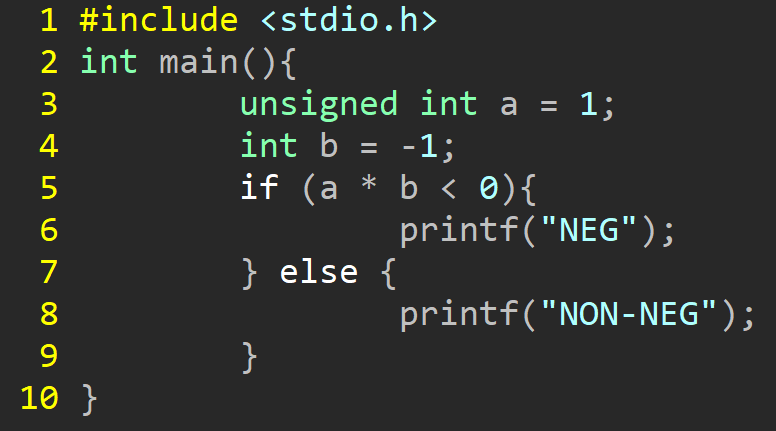 1 #include <stdio.h>
2 int main(){
3         unsigned int a = 1;
4         int b = -1;
5         if (a * b < 0){
6                 printf("NEG");
7         } else {
8                 printf("NON-NEG");
9         }
10 }